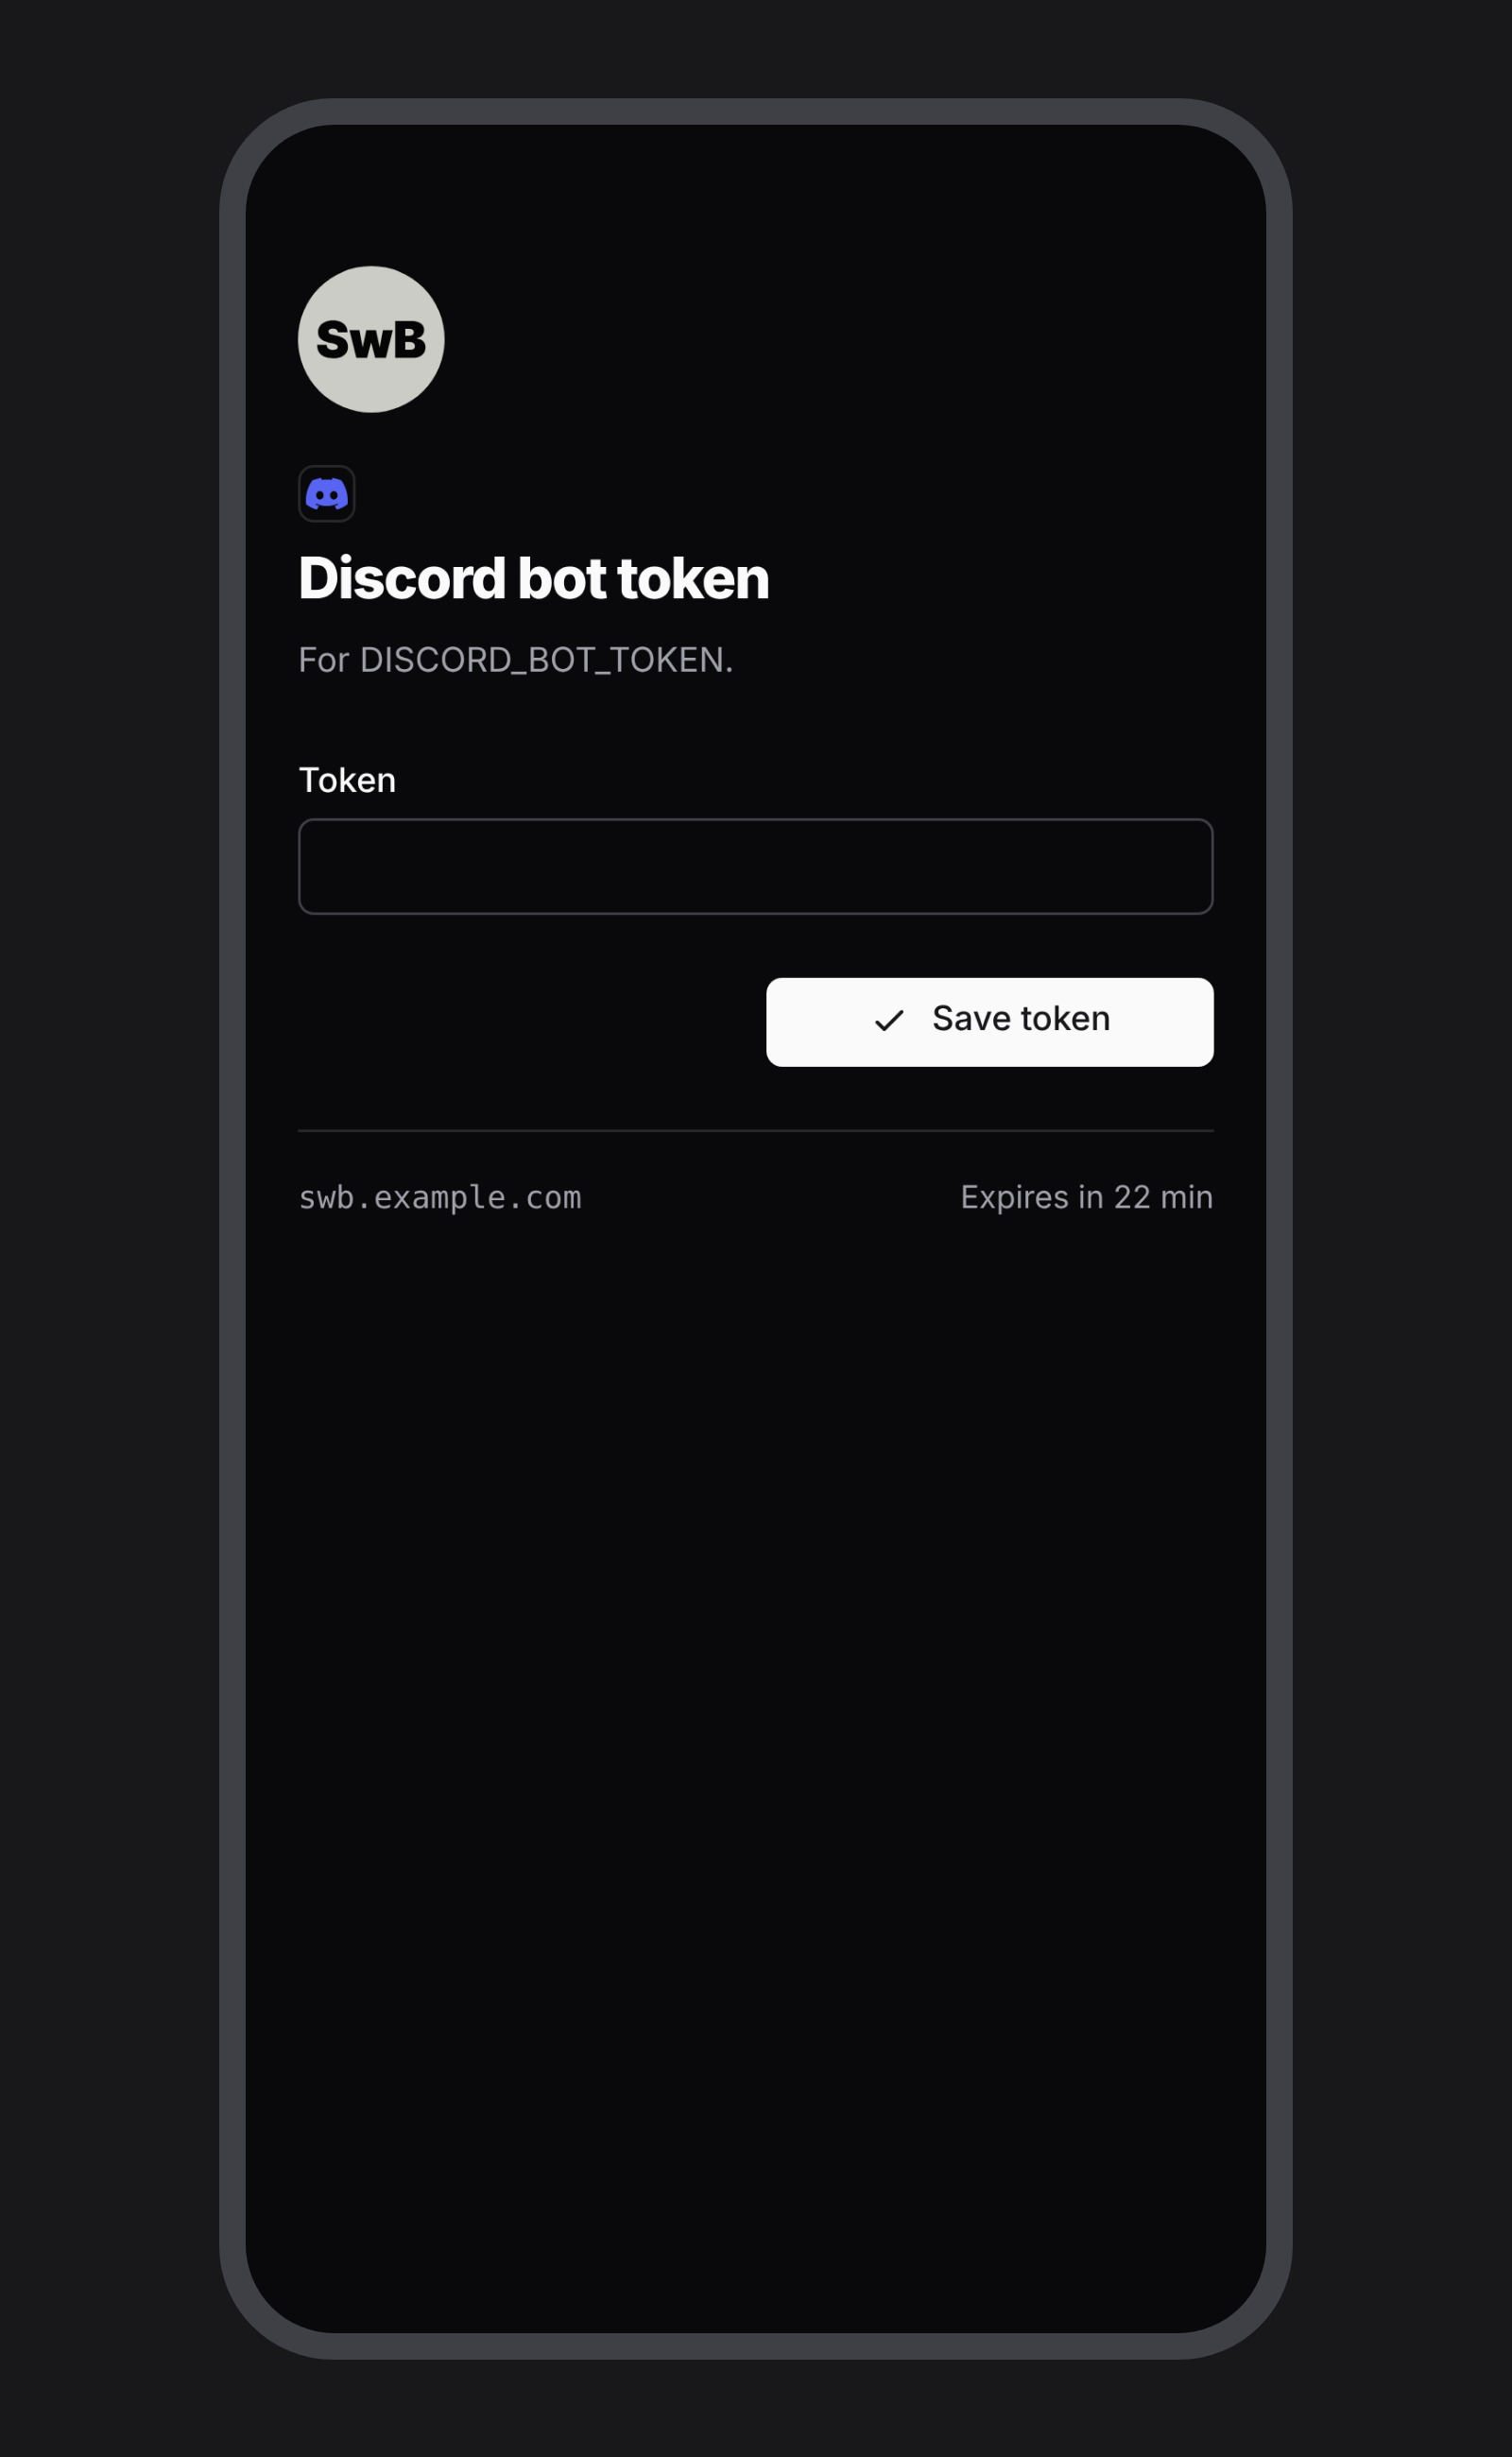 SwB
Discord bot token
For DISCORD_BOT_TOKEN.
Token
Save token
swb.example.com
Expires in 22 min